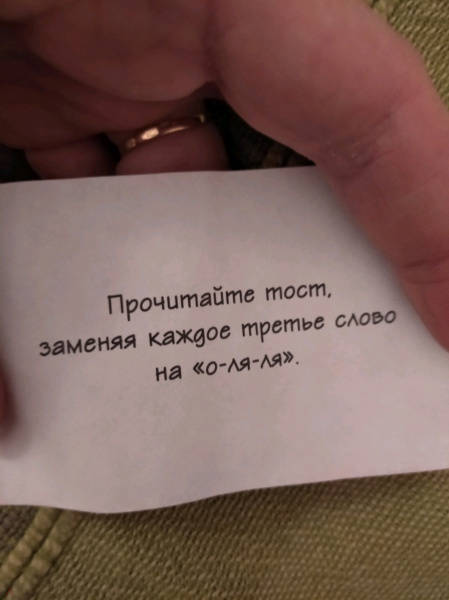 Прочитайте тост,
заменяя каждое третье слово
на «о-ля-ля».